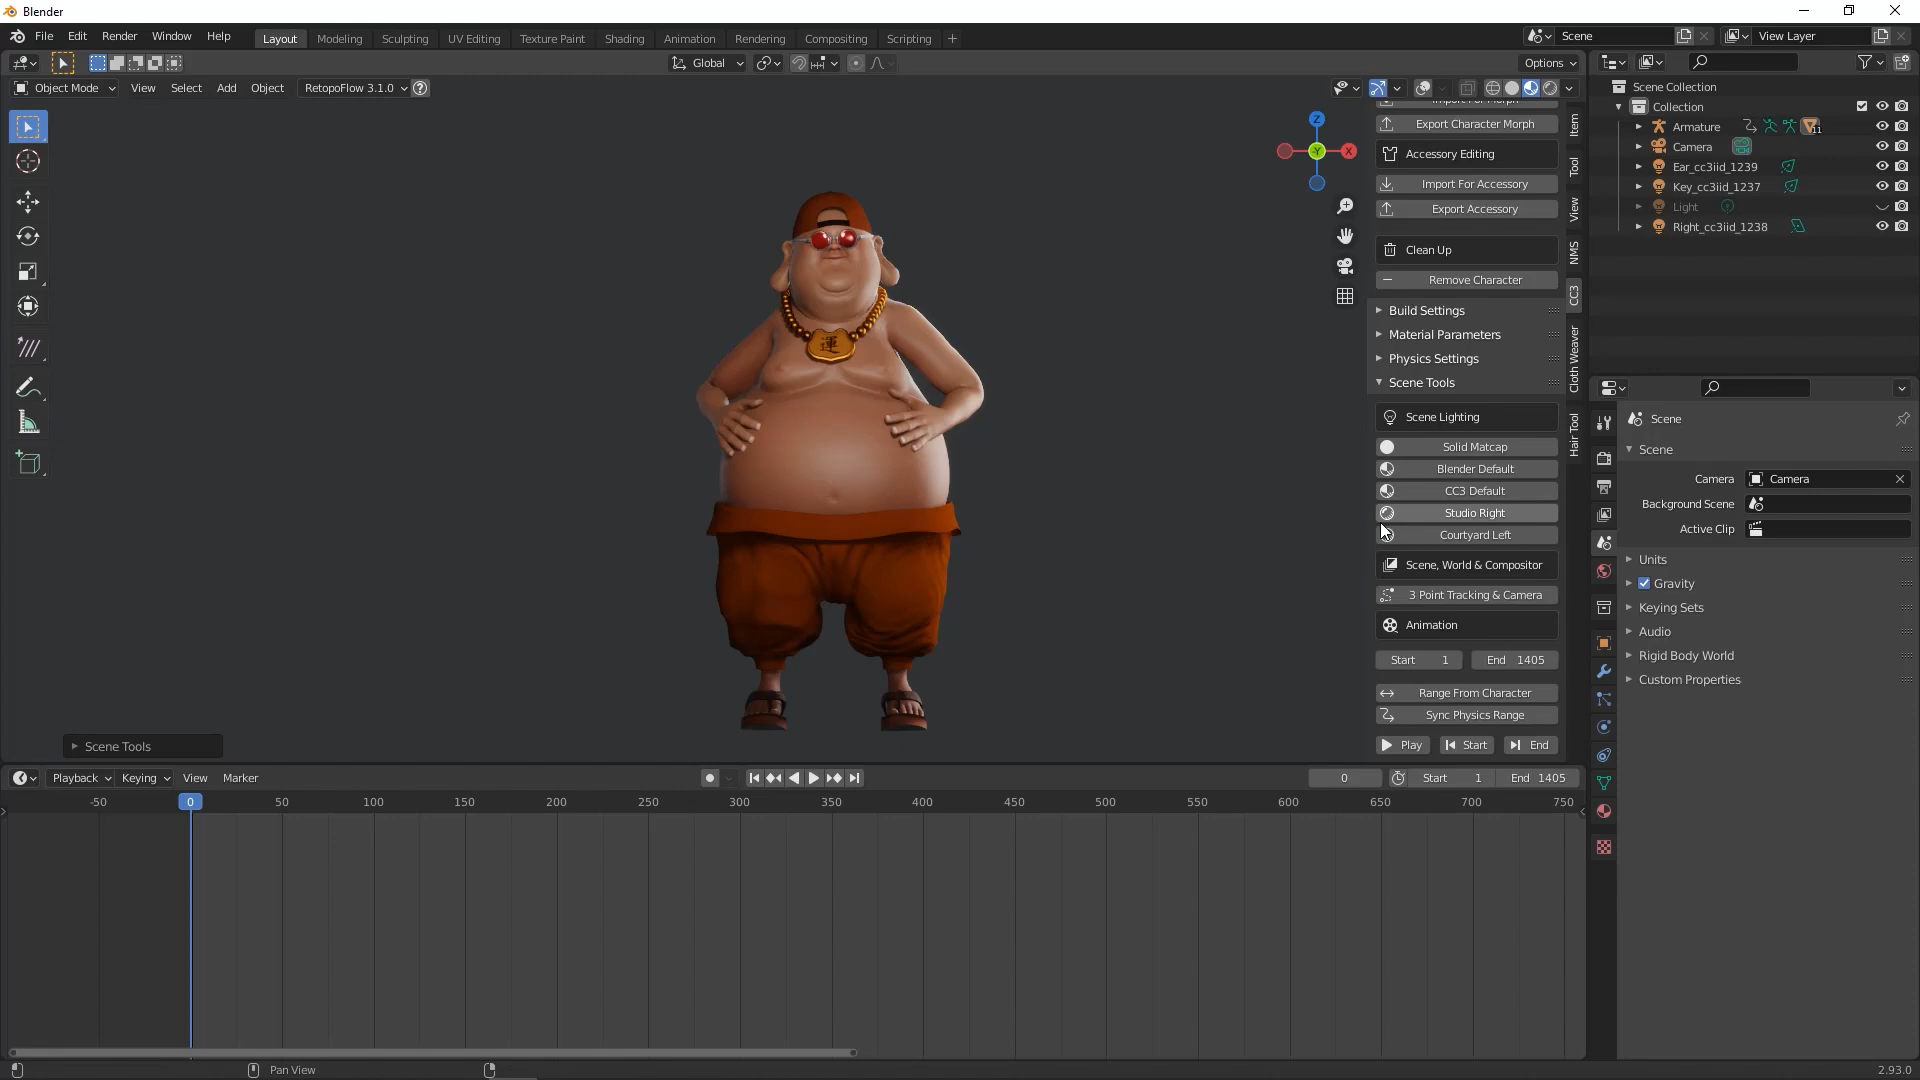 Blender
File Edit Render Window Help
Layout Modeling Sculpting UV Editing Texture Paint Shading Animation Rendering Compositing Scripting +
Scene
View Layer
Global
Options
Object Mode View Select Add Object RetopoFlow 3.1.0
Export Character Morph
Accessory Editing
Import For Accessory
Export Accessory
Clean Up
Remove Character
Build Settings
Material Parameters
Physics Settings
Scene Tools
Scene Lighting
Solid Matcap
Blender Default
CC3 Default
Studio Right
Courtyard Left
Scene, World & Compositor
3 Point Tracking & Camera
Animation
Start 1 End 1405
Range From Character
Sync Physics Range
Play Start End
Item
Tool
View
NMS
CC3
Cloth Weaver
Hair Tool
Z
Y
X
運
Scene Tools
Scene Collection
Collection
Armature 11
Camera
Ear_cc3iid_1239
Key_cc3iid_1237
Light
Right_cc3iid_1238
Scene
Scene
Camera Camera
Background Scene
Active Clip
Units
Gravity
Keying Sets
Audio
Rigid Body World
Custom Properties
Playback Keying View Marker
0 Start 1 End 1405
-50 0 50 100 150 200 250 300 350 400 450 500 550 600 650 700 750
Pan View
2.93.0